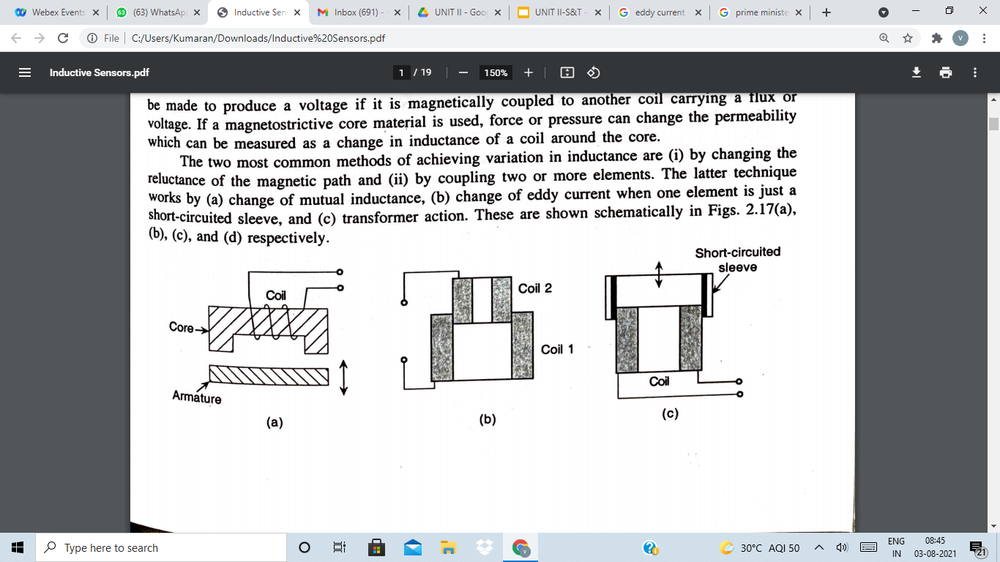 Webex Events
(63) WhatsAp
Inductive Sen
Inbox (691) -
UNIT II - Goo
UNIT II-S&T -
eddy current
prime ministe
File | C:/Users/Kumaran/Downloads/Inductive%20Sensors.pdf
V
Inductive Sensors.pdf
1 / 19
150%
be made to produce a voltage if it is magnetically coupled to another coil carrying a flux or
voltage. If a magnetostrictive core material is used, force or pressure can change the permeability
which can be measured as a change in inductance of a coil around the core.
The two most common methods of achieving variation in inductance are (i) by changing the
reluctance of the magnetic path and (ii) by coupling two or more elements. The latter technique
works by (a) change of mutual inductance, (b) change of eddy current when one element is just a
short-circuited sleeve, and (c) transformer action. These are shown schematically in Figs. 2.17(a),
(b), (c), and (d) respectively.
Coil
Core
Armature
(a)
Coil 2
Coil 1
(b)
Short-circuited
sleeve
Coil
(c)
Type here to search
V
30°C AQI 50
ENG
IN
08:45
03-08-2021
21